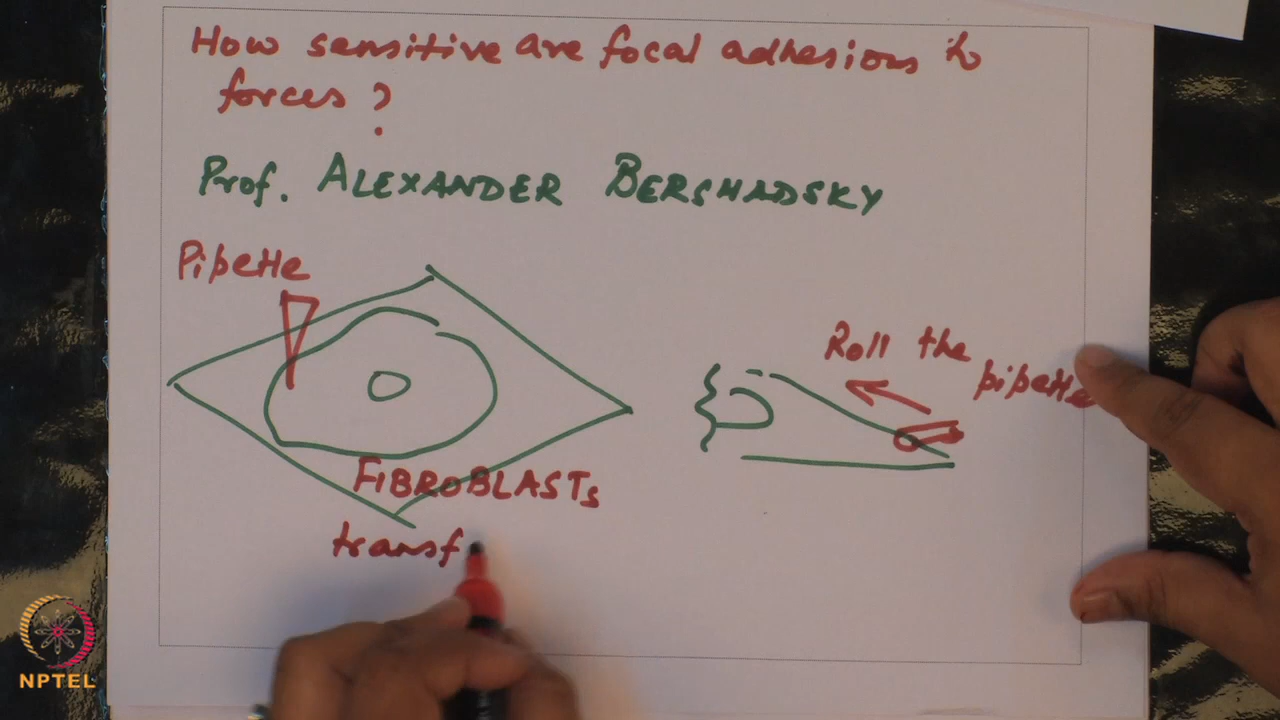 How sensitive are focal adhesions to
forces ?
Prof. ALEXANDER BERSHADSKY
Pipette
Roll the
pipette
FIBROBLASTS
transf
NPTEL